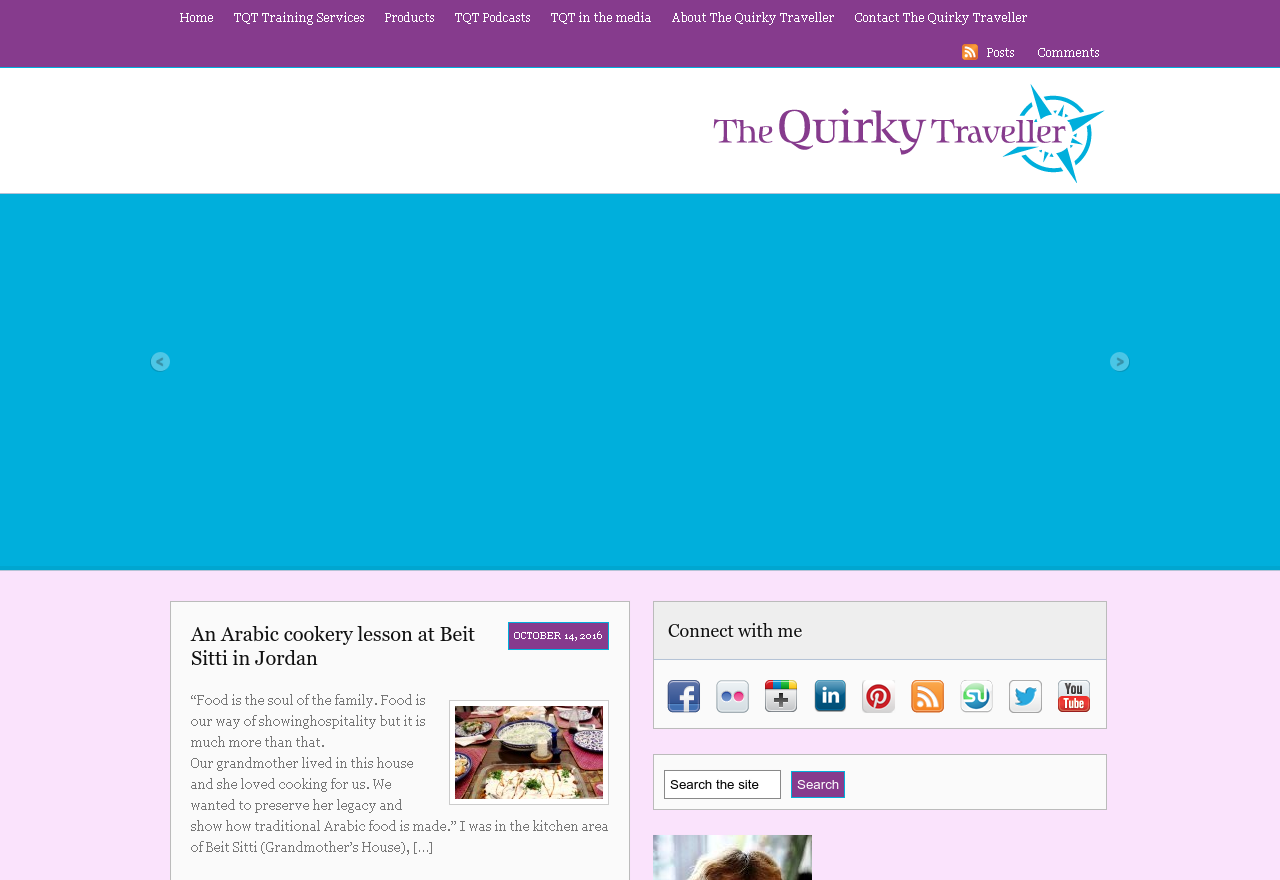 Home TQT Training Services Products TQT Podcasts TQT in the media About The Quirky Traveller Contact The Quirky Traveller
Posts Comments
The Quirky Traveller
<
>
An Arabic cookery lesson at Beit
Sitti in Jordan
OCTOBER 14, 2016
“Food is the soul of the family. Food is
our way of showinghospitality but it is
much more than that.
Our grandmother lived in this house
and she loved cooking for us. We
wanted to preserve her legacy and
show how traditional Arabic food is made.” I was in the kitchen area
of Beit Sitti (Grandmother’s House), […]
Connect with me
in
You
Tube
Search the site
Search